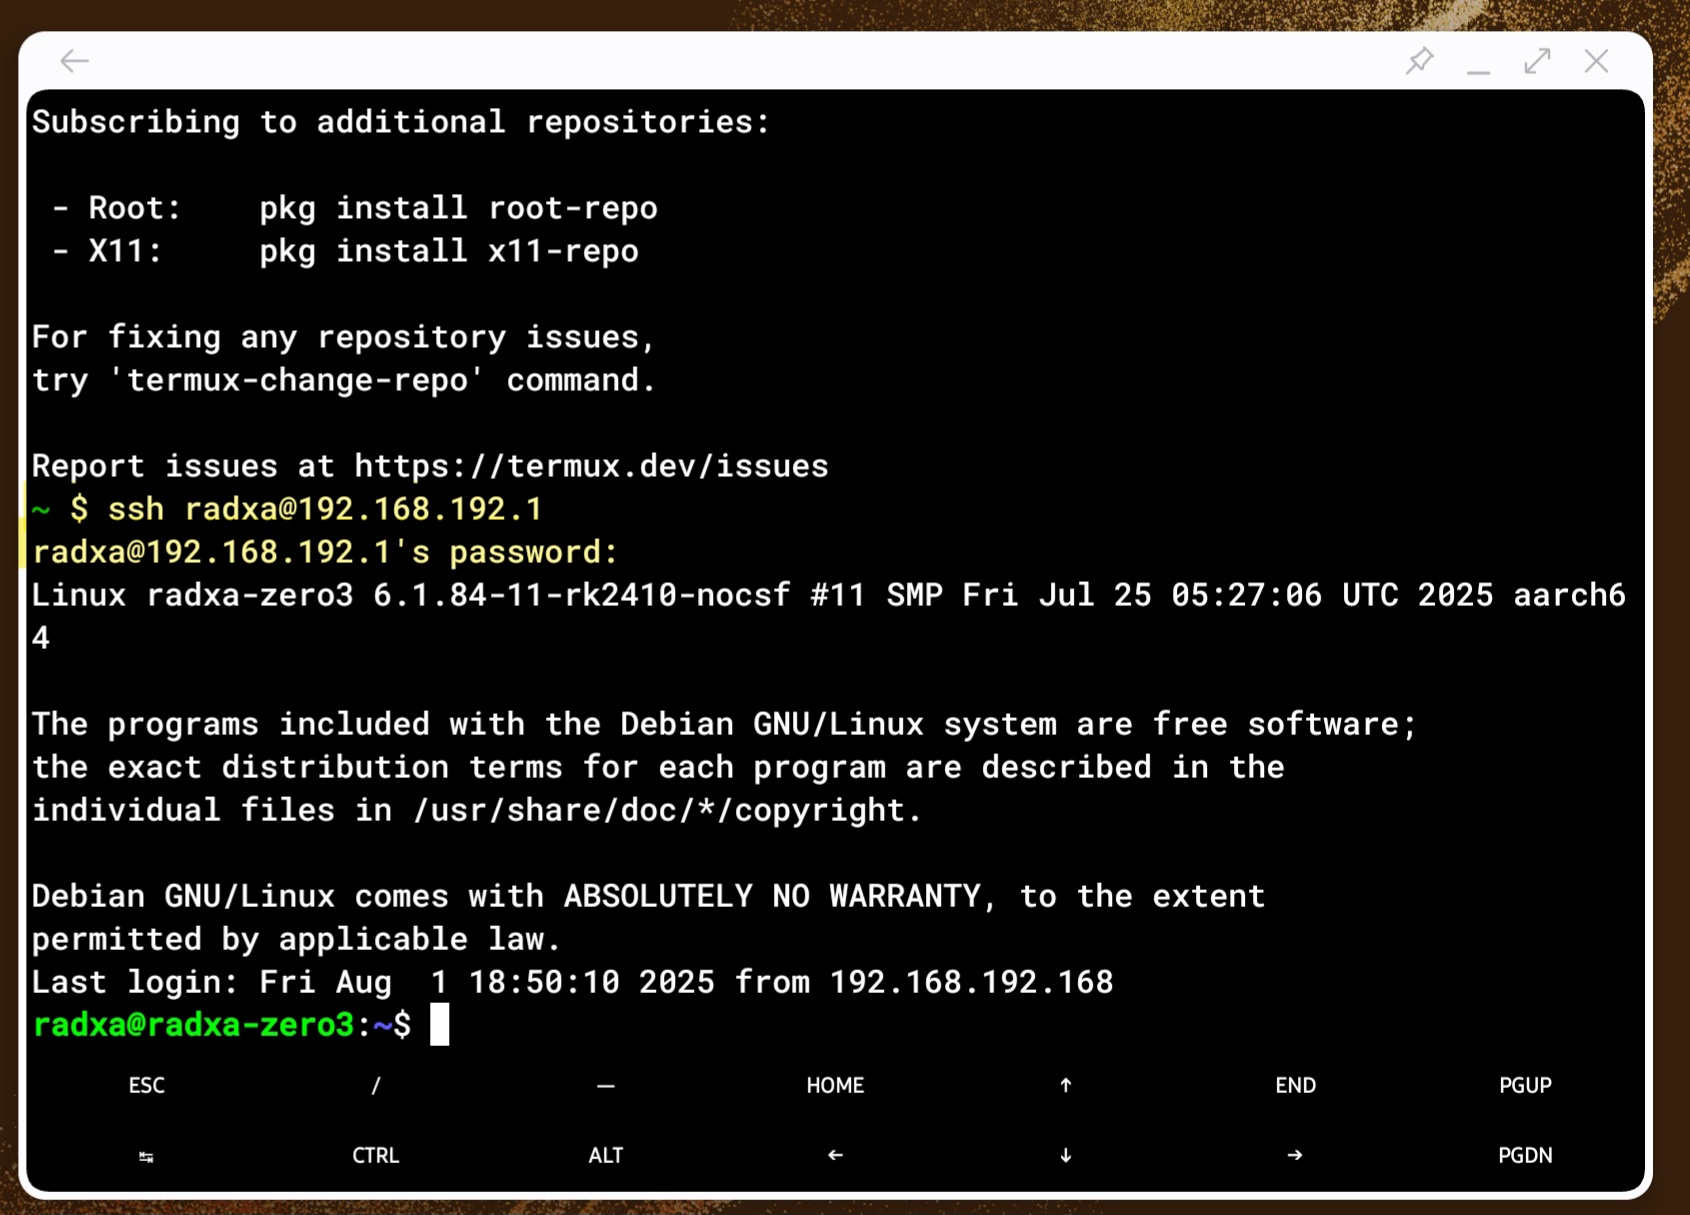 Subscribing to additional repositories:
 - Root:    pkg install root-repo
 - X11:     pkg install x11-repo
For fixing any repository issues,
try 'termux-change-repo' command.
Report issues at https://termux.dev/issues
~ $ ssh radxa@192.168.192.1
radxa@192.168.192.1's password:
Linux radxa-zero3 6.1.84-11-rk2410-nocsf #11 SMP Fri Jul 25 05:27:06 UTC 2025 aarch6
4
The programs included with the Debian GNU/Linux system are free software;
the exact distribution terms for each program are described in the
individual files in /usr/share/doc/*/copyright.
Debian GNU/Linux comes with ABSOLUTELY NO WARRANTY, to the extent
permitted by applicable law.
Last login: Fri Aug  1 18:50:10 2025 from 192.168.192.168
radxa@radxa-zero3:~$
ESC / — HOME ↑ END PGUP
↹ CTRL ALT ← ↓ → PGDN